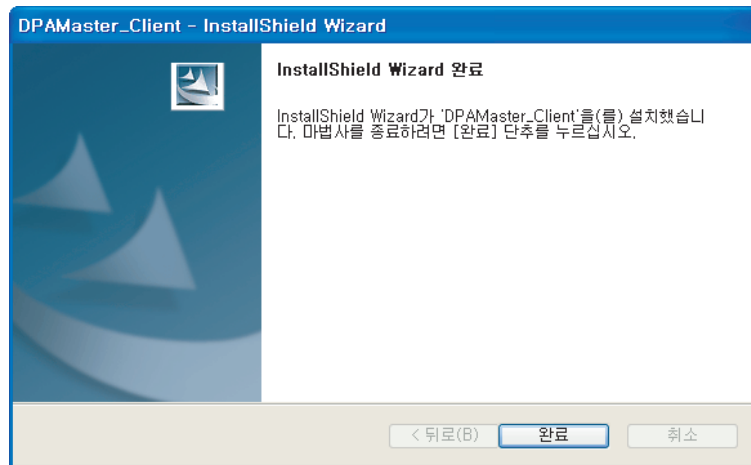 DPAMaster_Client - InstallShield Wizard
InstallShield Wizard 완료
InstallShield Wizard가 'DPAMaster_Client'을(를) 설치했습니
다. 마법사를 종료하려면 [완료] 단추를 누르십시오.
< 뒤로(B) 완료 취소